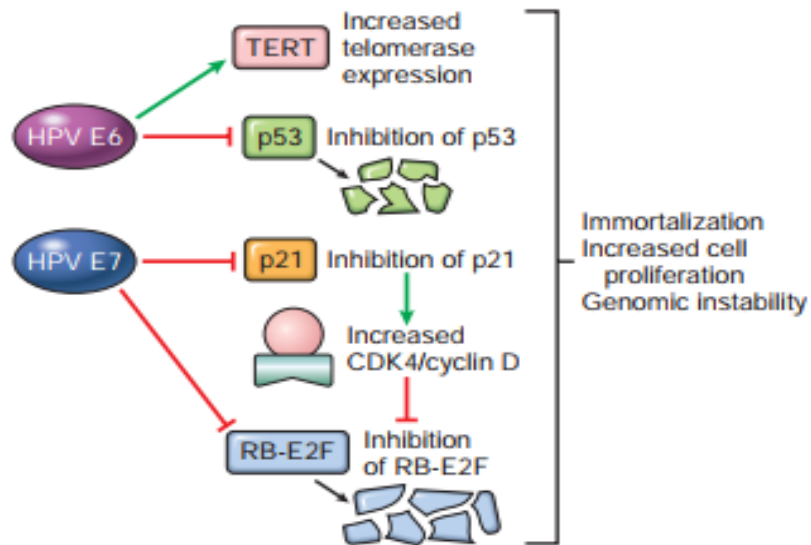 TERT
Increased
telomerase
expression
HPV E6
p53
Inhibition of p53
HPV E7
p21
Inhibition of p21
Increased
CDK4/cyclin D
RB-E2F
Inhibition
of RB-E2F
Immortalization
Increased cell
proliferation
Genomic instability